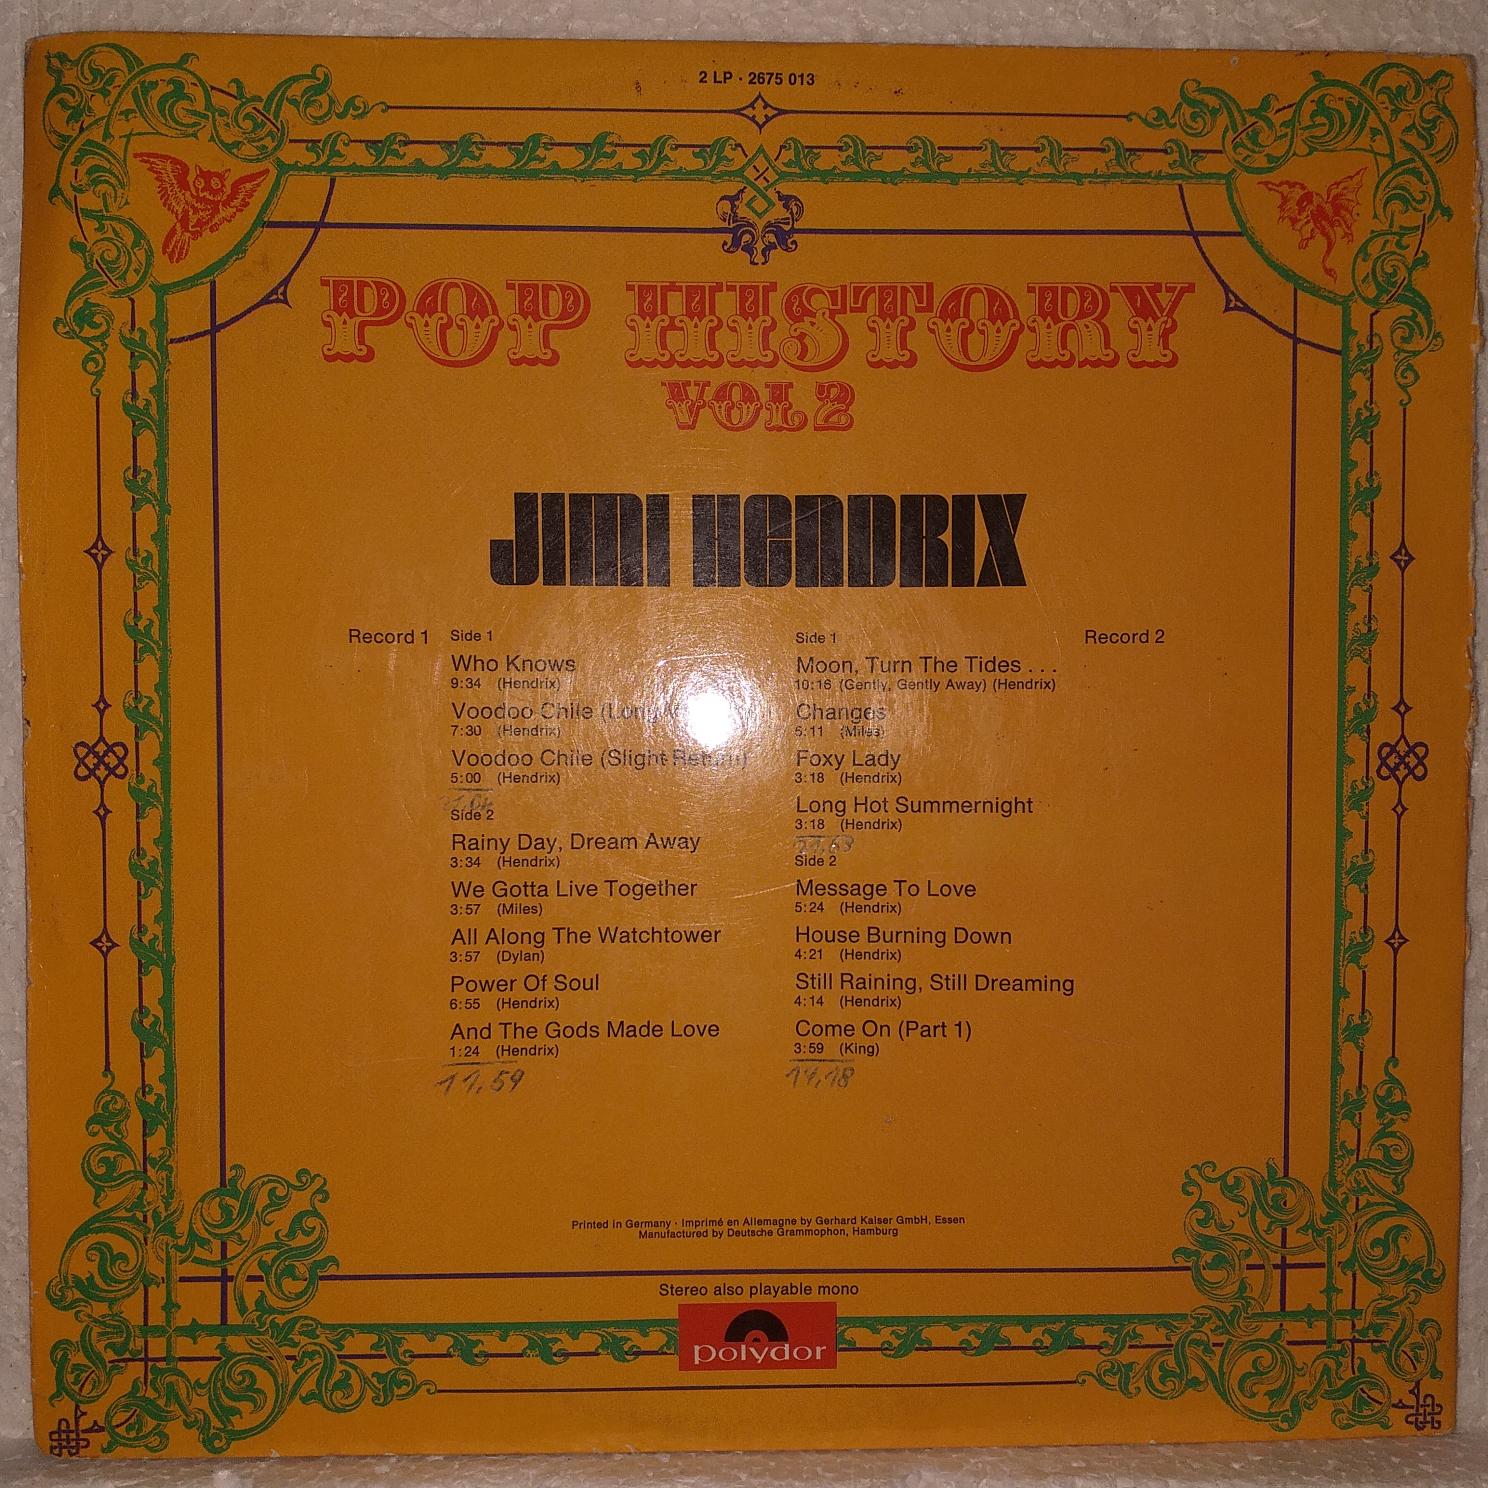 2 LP · 2675 013
POP HISTORY
VOL 2
JIMI HENDRIX
Record 1
Side 1
Who Knows
9:34 (Hendrix)
Voodoo Chile (Long
7:30 (Hendrix)
Voodoo Chile (Slight Return)
5:00 (Hendrix)
Side 2
Rainy Day, Dream Away
3:34 (Hendrix)
We Gotta Live Together
3:57 (Miles)
All Along The Watchtower
3:57 (Dylan)
Power Of Soul
6:55 (Hendrix)
And The Gods Made Love
1:24 (Hendrix)
11,59
Record 2
Side 1
Moon, Turn The Tides . . .
10:16 (Gently, Gently Away) (Hendrix)
Changes
5:11 (Miles)
Foxy Lady
3:18 (Hendrix)
Long Hot Summernight
3:18 (Hendrix)
Side 2
Message To Love
5:24 (Hendrix)
House Burning Down
4:21 (Hendrix)
Still Raining, Still Dreaming
4:14 (Hendrix)
Come On (Part 1)
3:59 (King)
14,18
Printed in Germany · Imprimé en Allemagne by Gerhard Kaiser GmbH, Essen
Manufactured by Deutsche Grammophon, Hamburg
Stereo also playable mono
polydor